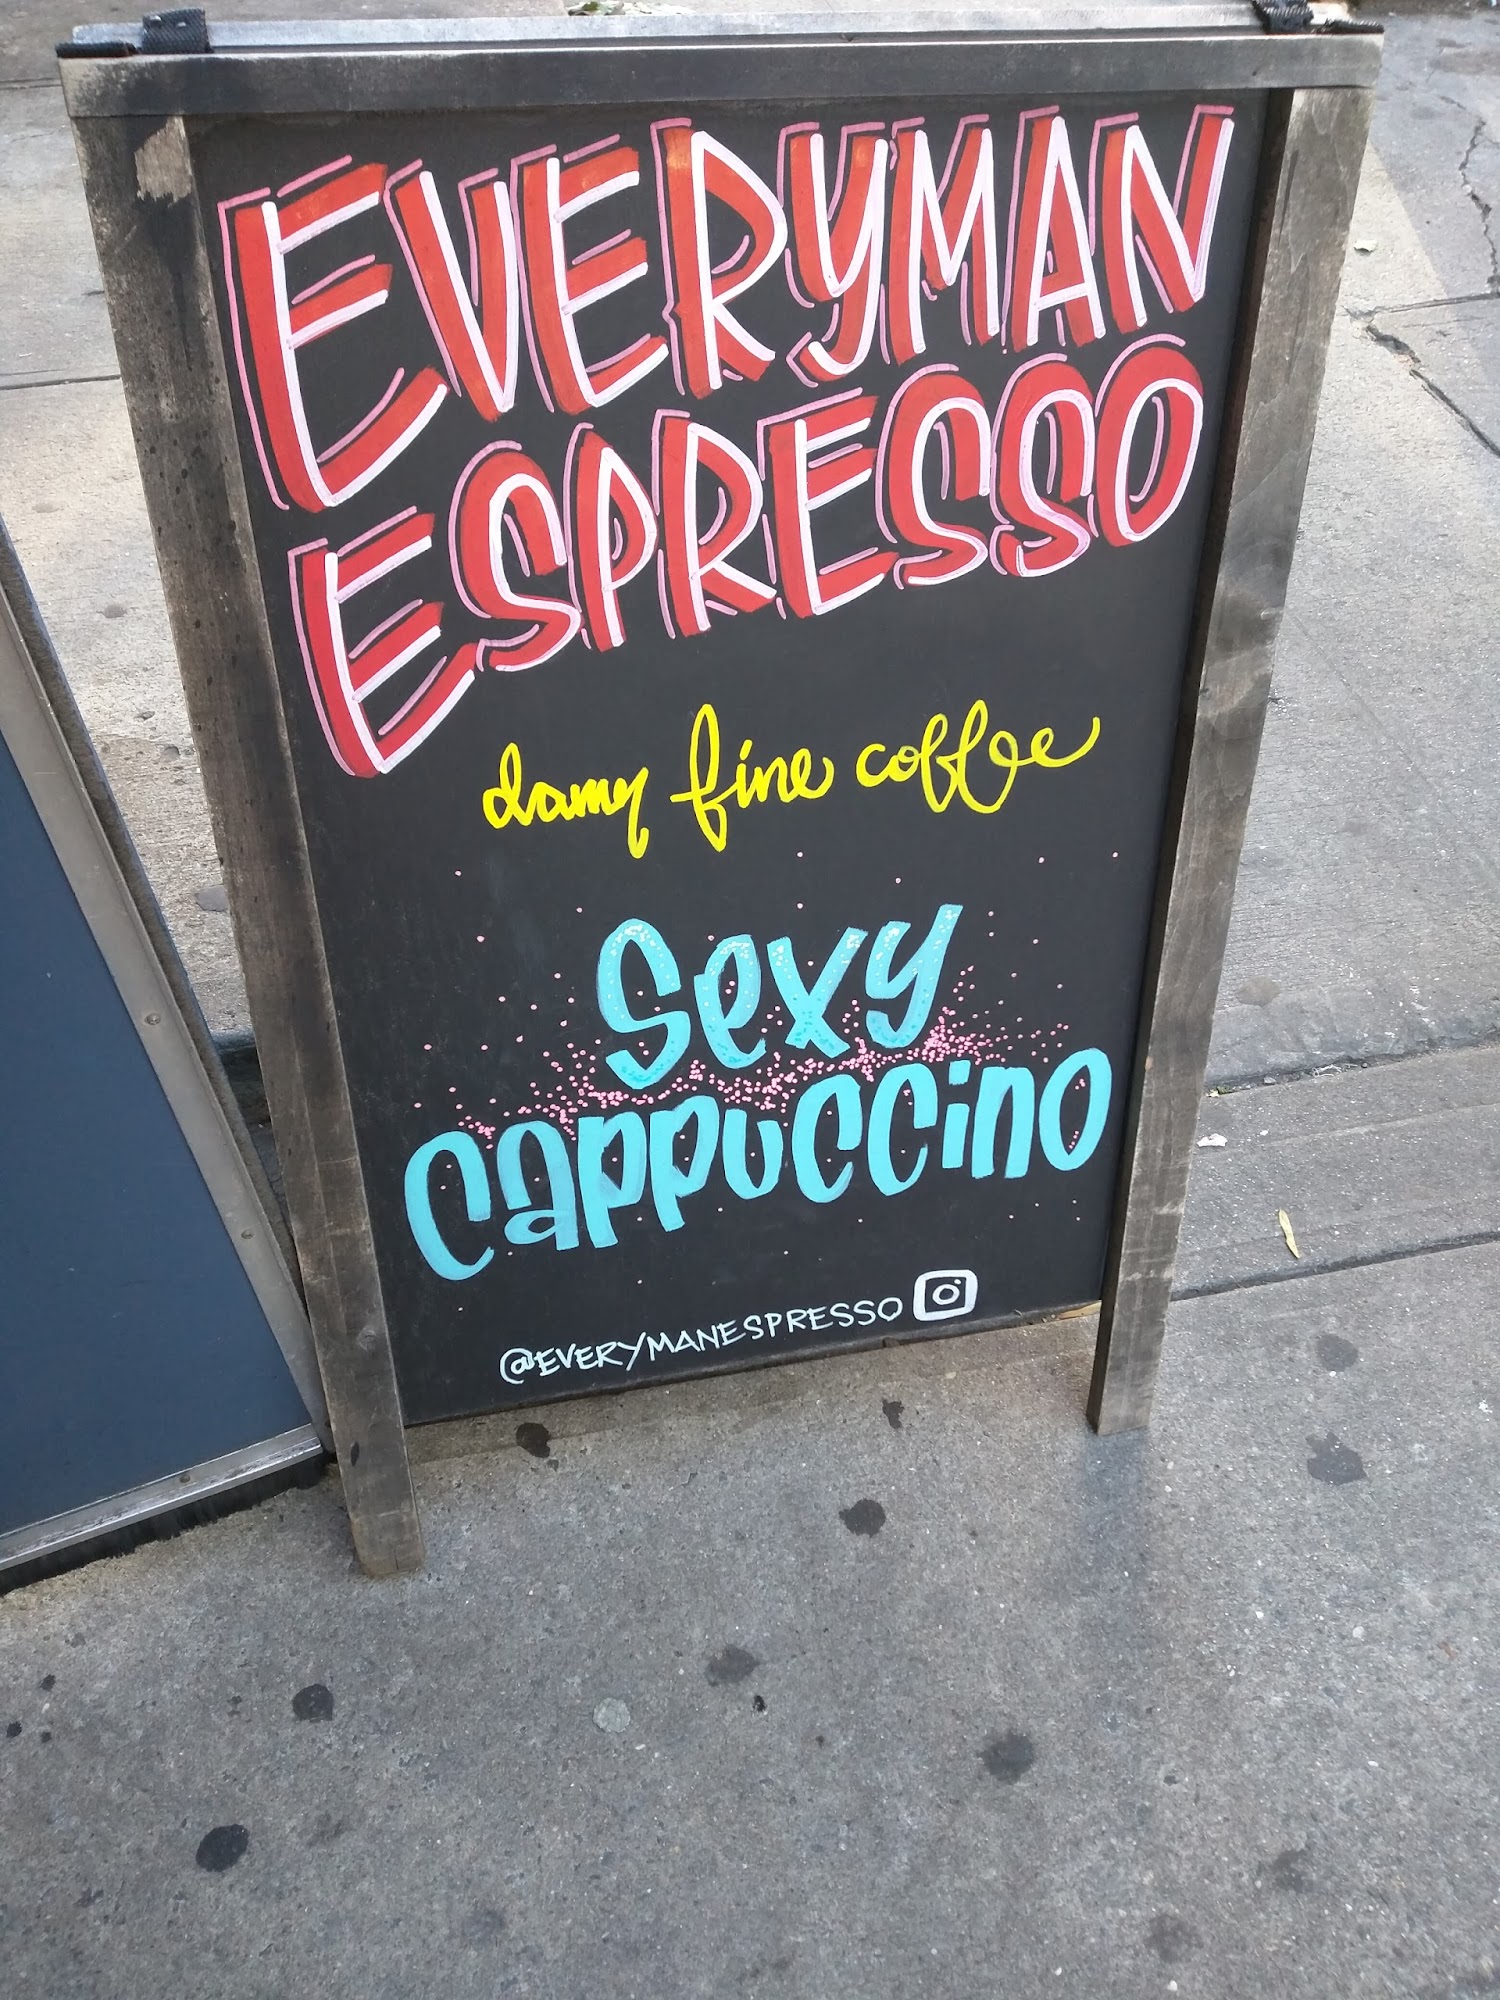 EVERYMAN
ESPRESSO
damn fine coffee
Sexy
Cappuccino
@EVERYMANESPRESSO